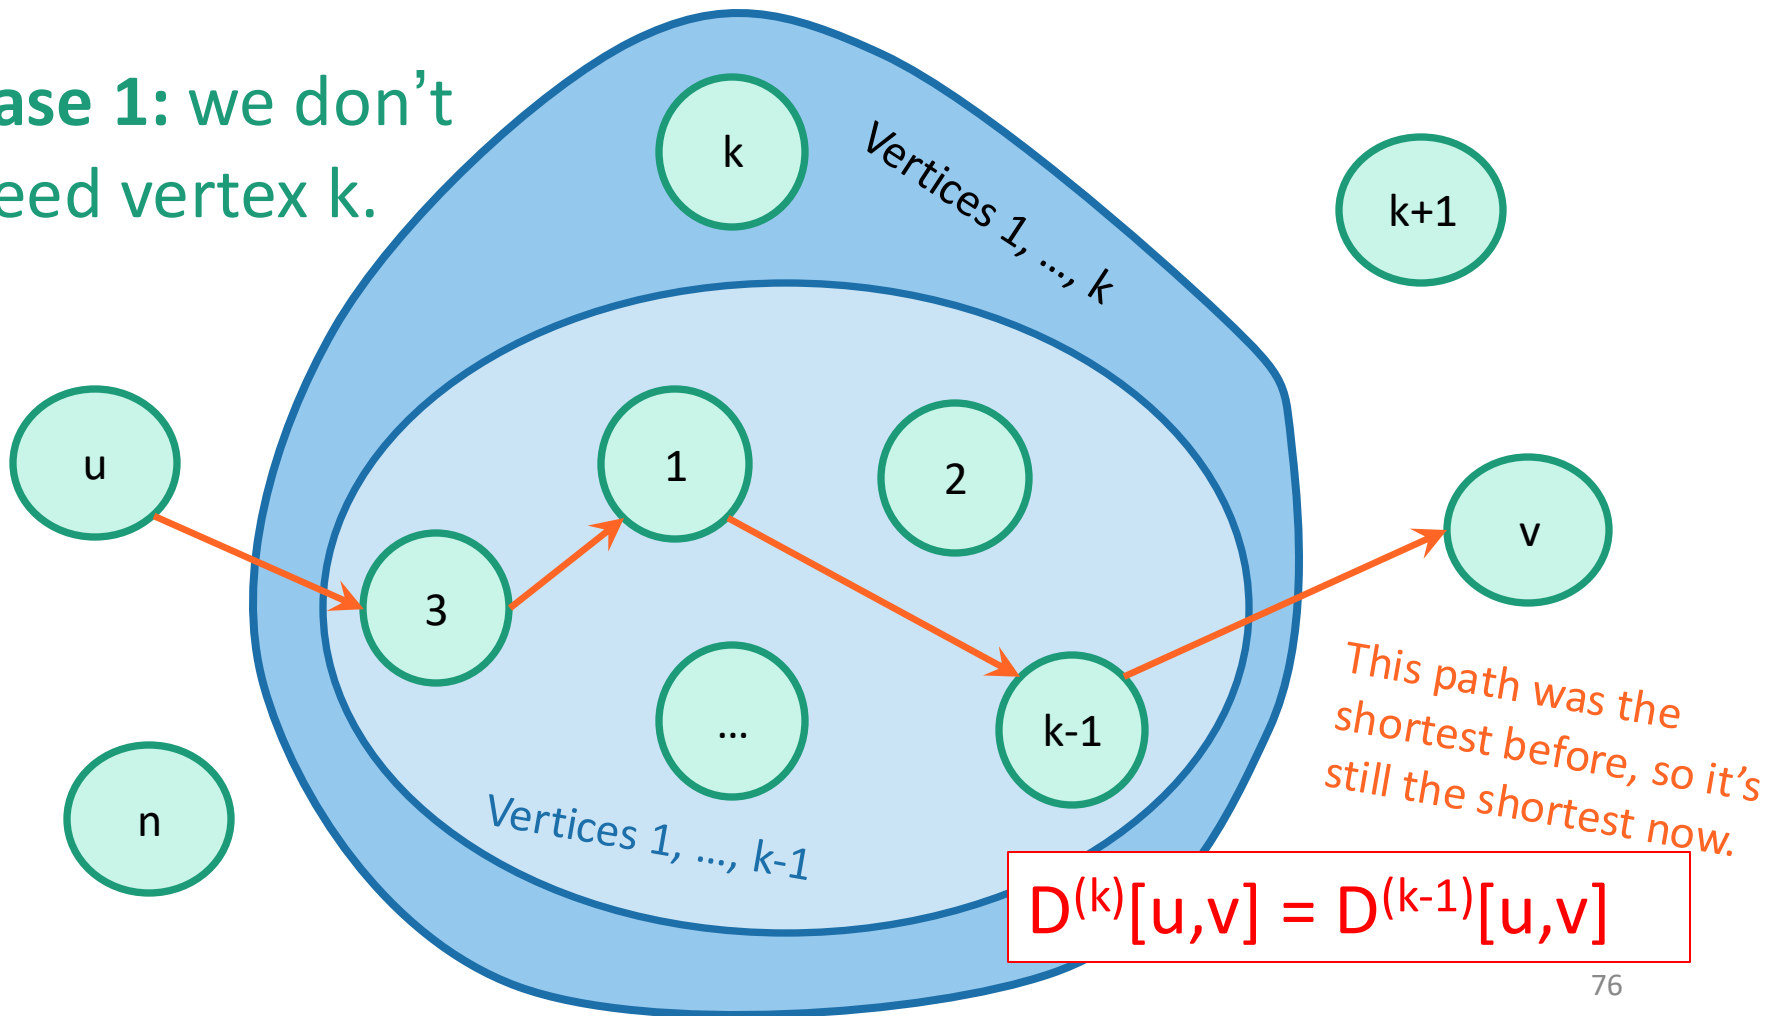 ase 1: we don’t
eed vertex k.
k
Vertices 1, …, k
k+1
u
1
2
v
3
…
k-1
n
Vertices 1, …, k-1
This path was the
shortest before, so it’s
still the shortest now.
D(k)[u,v] = D(k-1)[u,v]
76